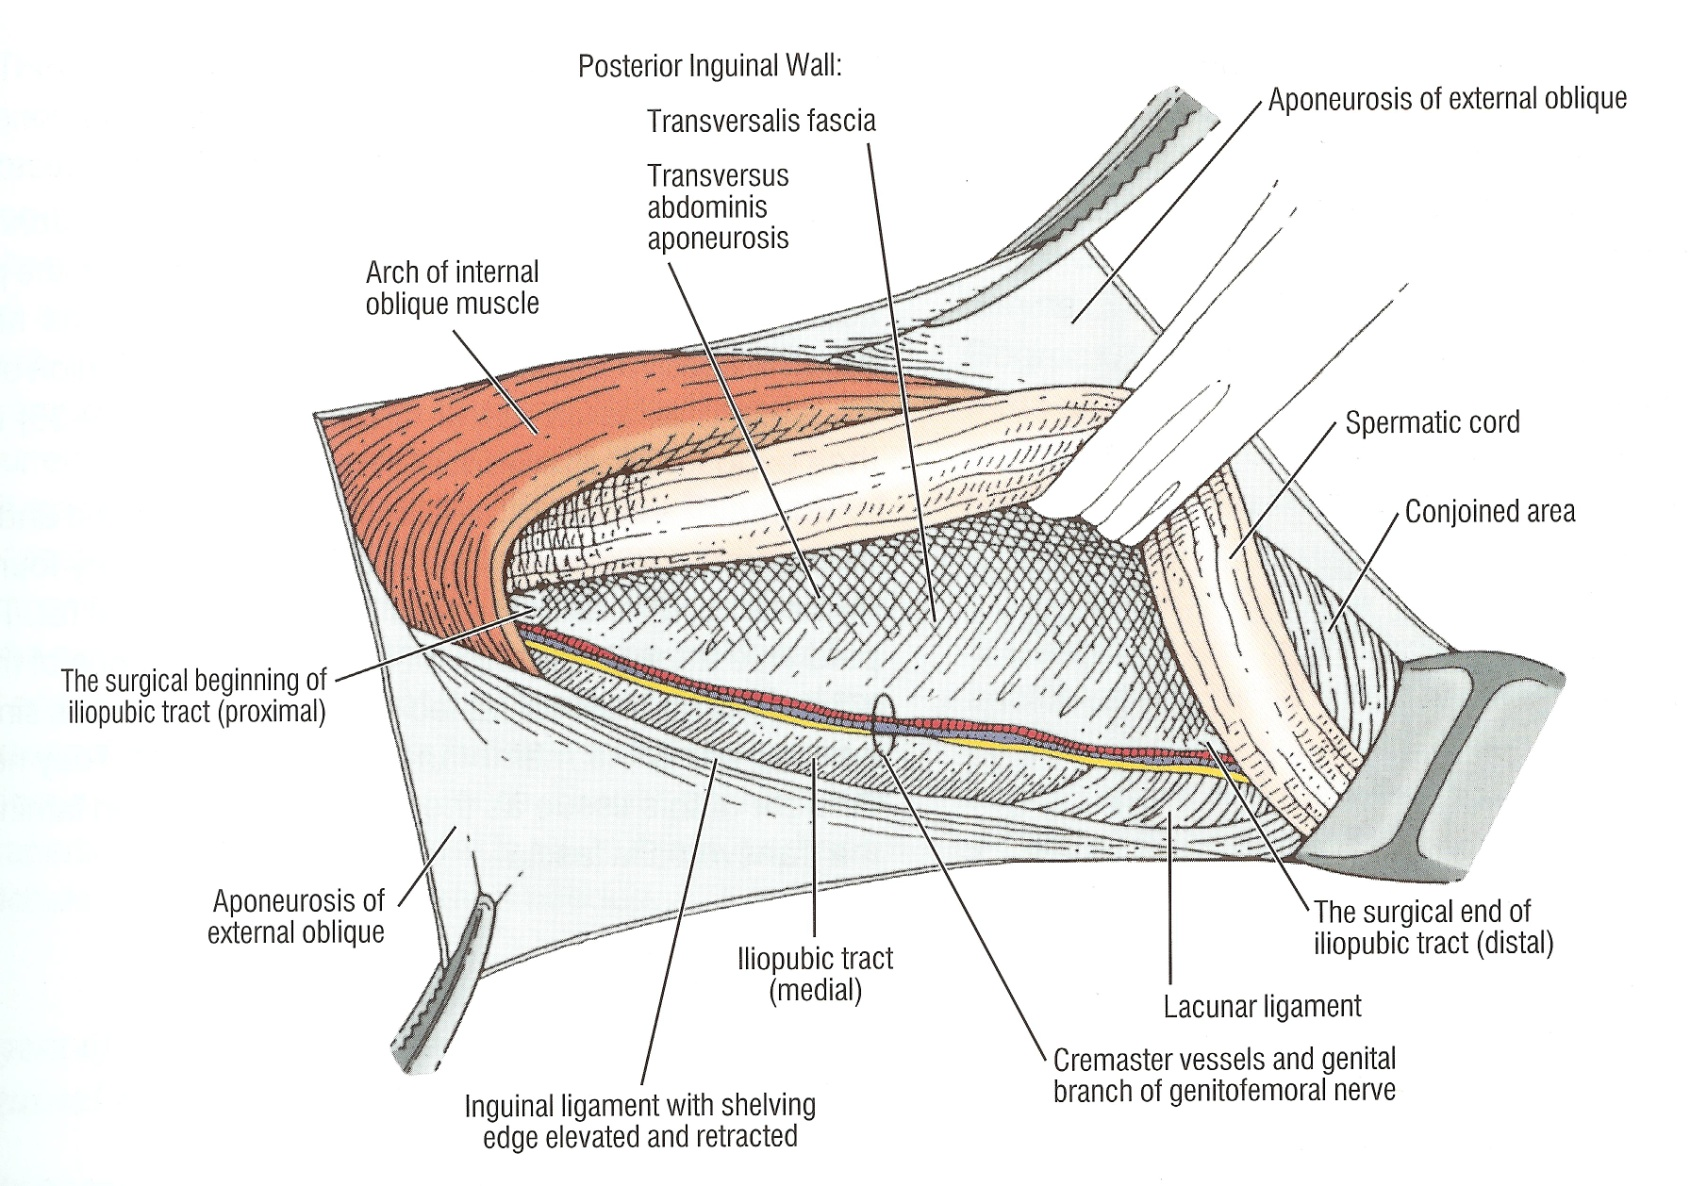 Posterior Inguinal Wall:
Transversalis fascia
Transversus
abdominis
aponeurosis
Aponeurosis of external oblique
Arch of internal
oblique muscle
Spermatic cord
Conjoined area
The surgical beginning of
iliopubic tract (proximal)
Aponeurosis of
external oblique
Iliopubic tract
(medial)
The surgical end of
iliopubic tract (distal)
Lacunar ligament
Cremaster vessels and genital
branch of genitofemoral nerve
Inguinal ligament with shelving
edge elevated and retracted